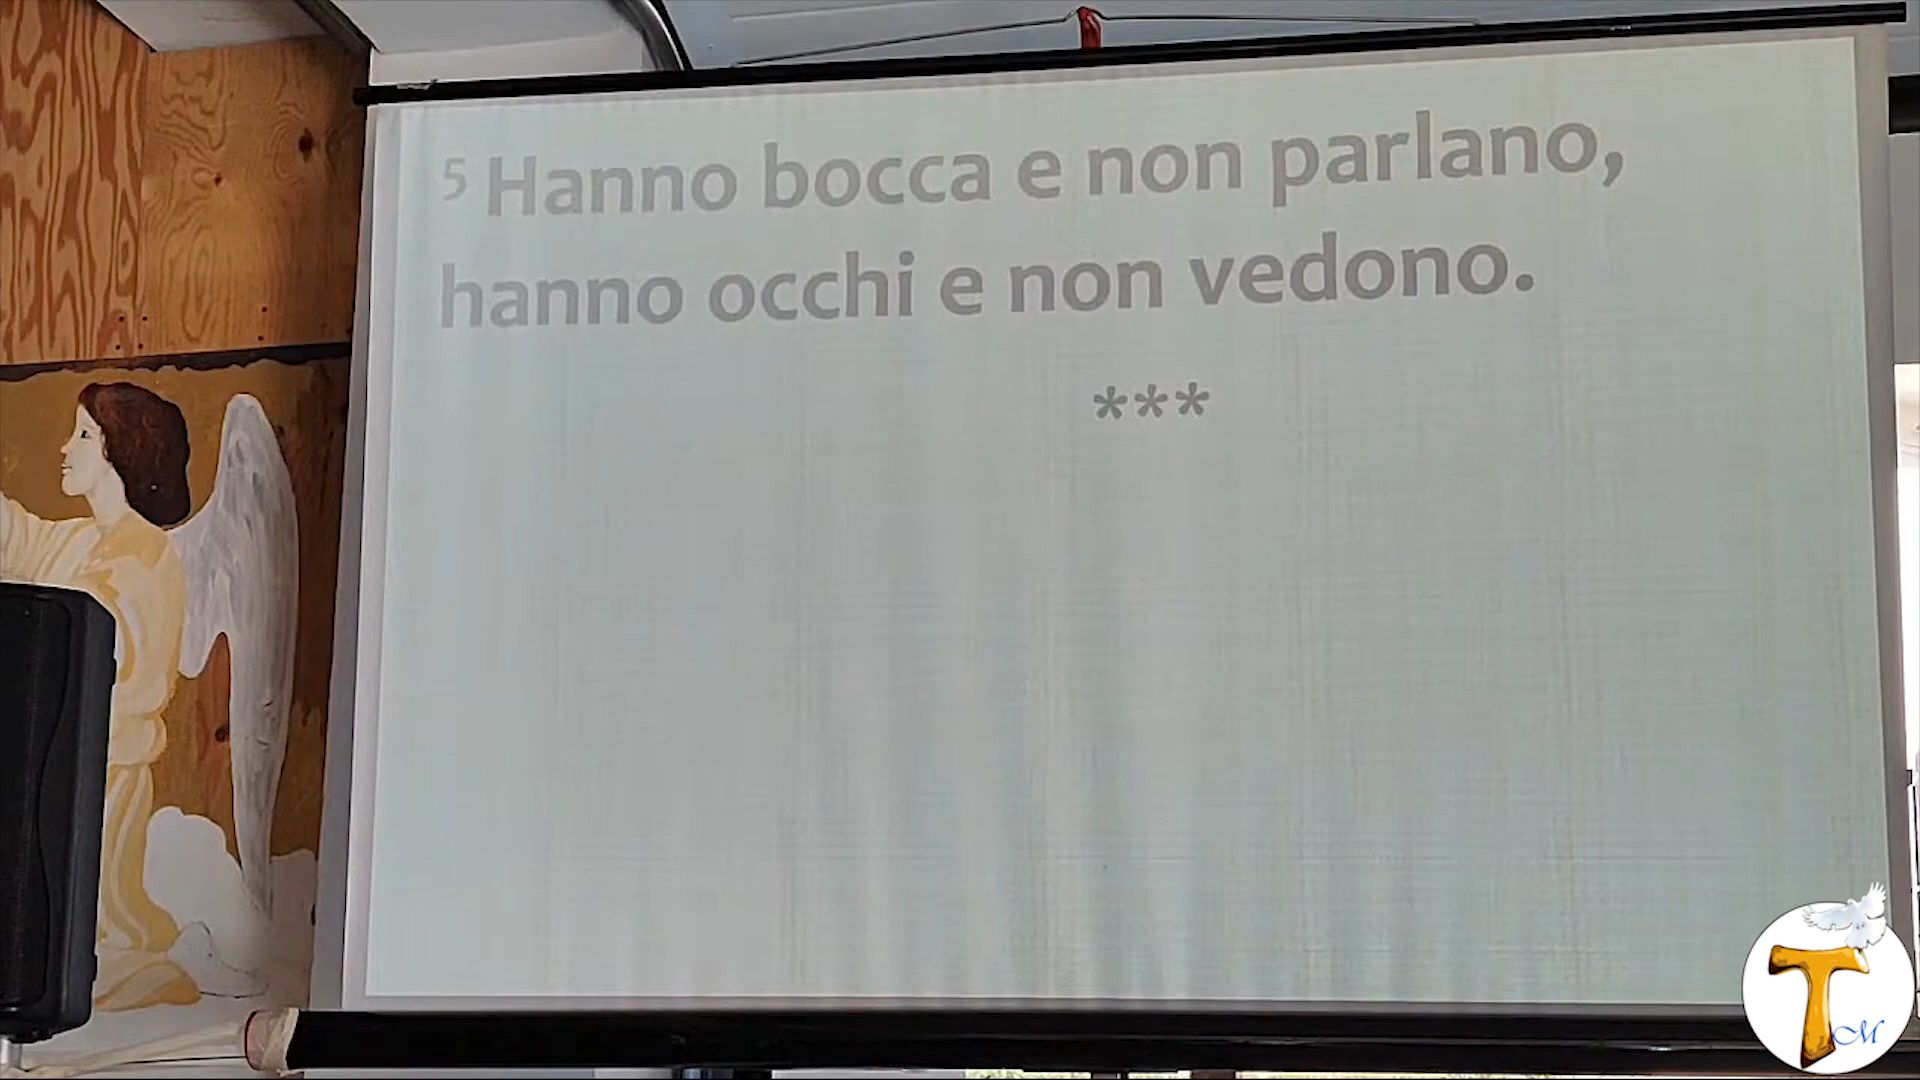 5 Hanno bocca e non parlano,
hanno occhi e non vedono.
***
T M